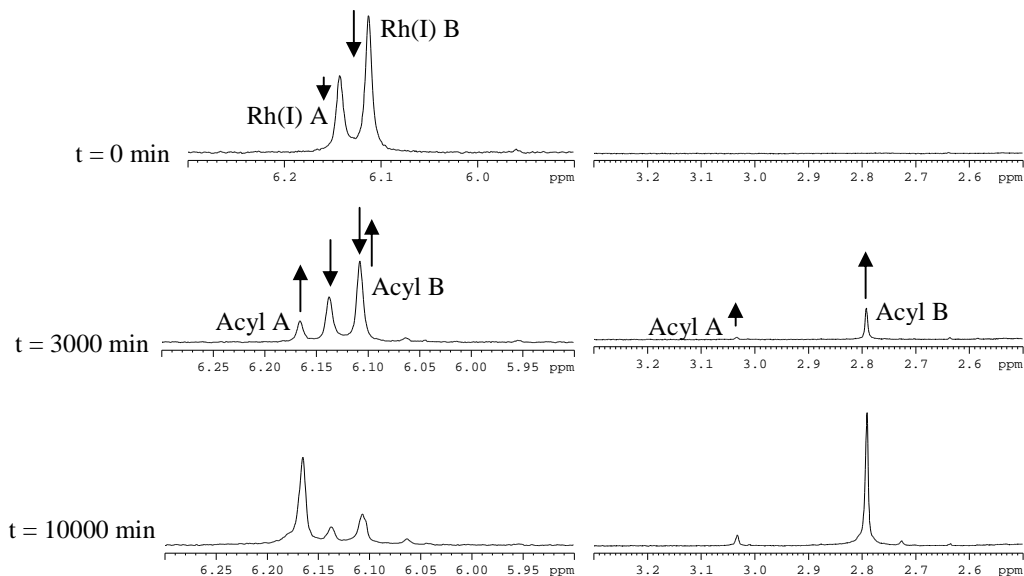 Rh(I) B
Rh(I) A
t = 0 min
6.2 6.1 6.0 ppm
3.2 3.1 3.0 2.9 2.8 2.7 2.6 ppm
Acyl B
Acyl A
Acyl B
Acyl A
t = 3000 min
6.25 6.20 6.15 6.10 6.05 6.00 5.95 ppm
3.2 3.1 3.0 2.9 2.8 2.7 2.6 ppm
t = 10000 min
6.25 6.20 6.15 6.10 6.05 6.00 5.95 ppm
3.2 3.1 3.0 2.9 2.8 2.7 2.6 ppm